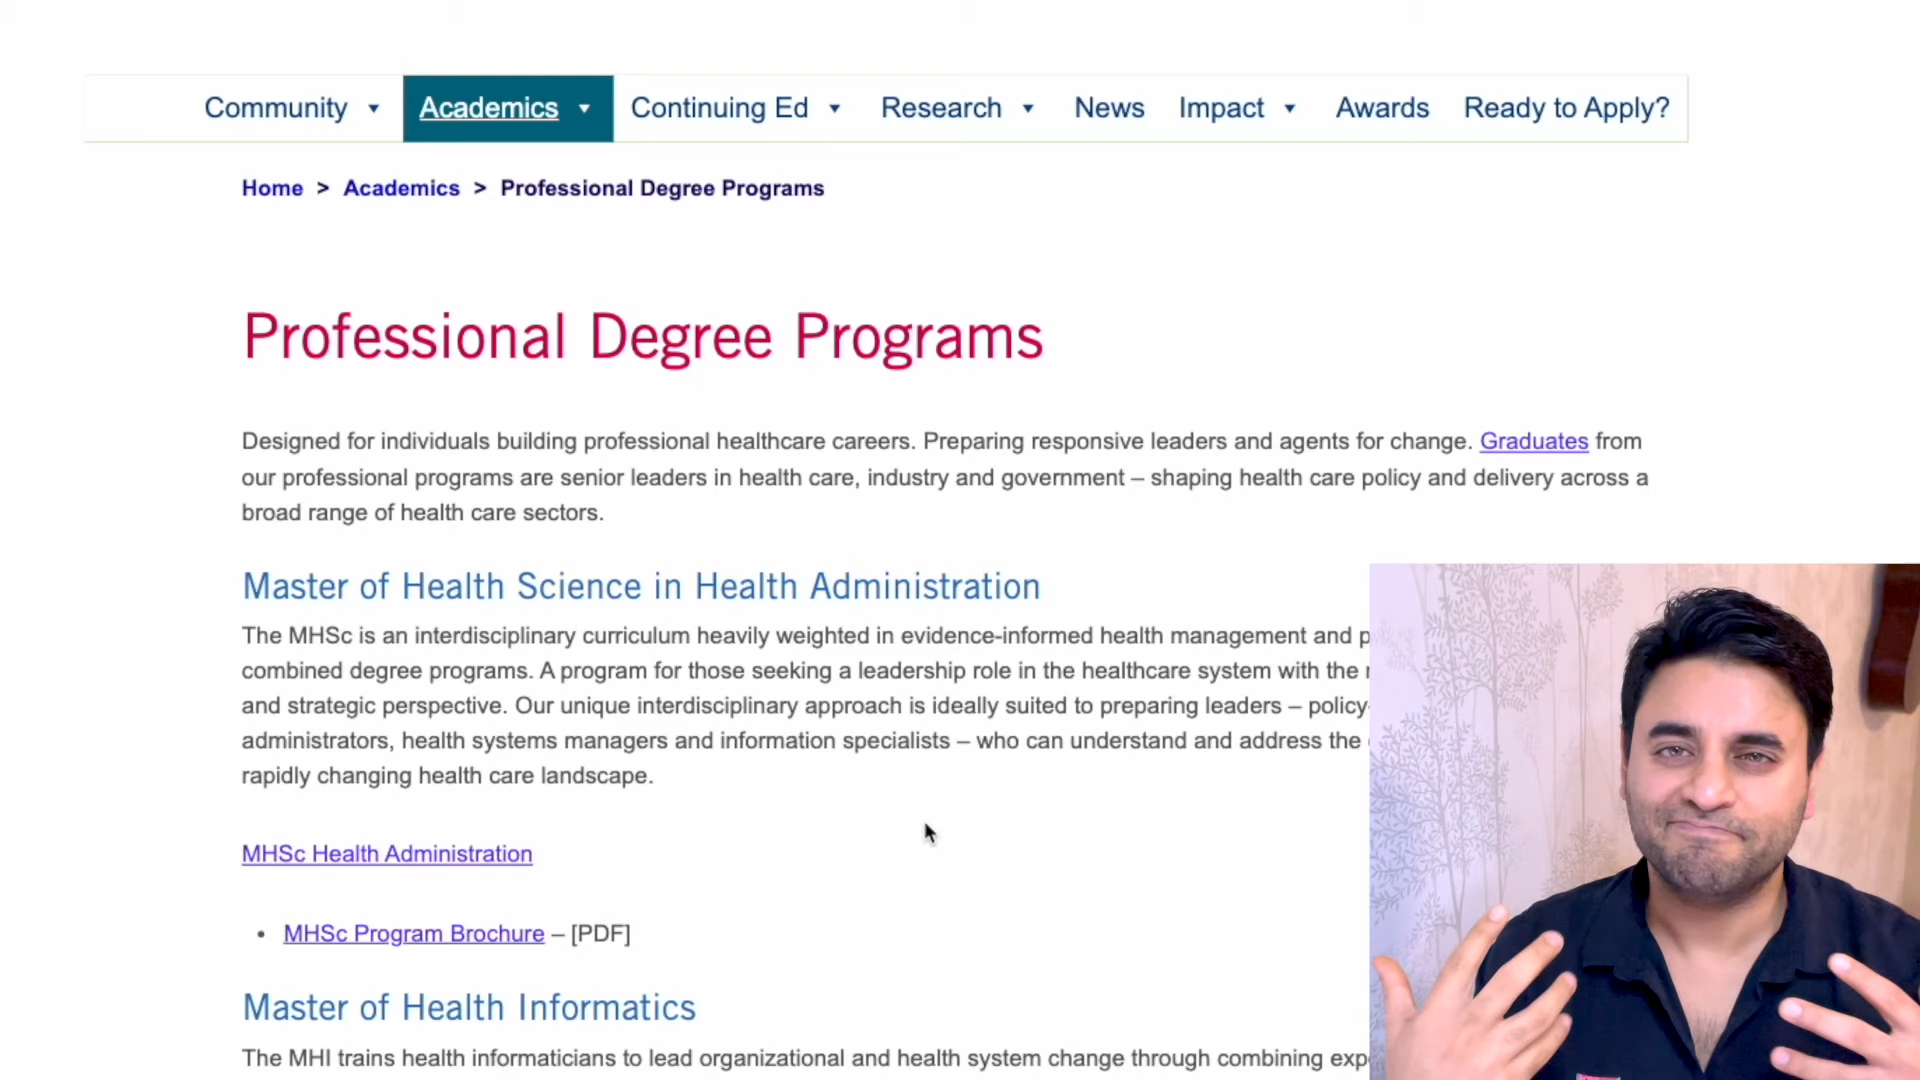 Community Academics Continuing Ed Research News Impact Awards Ready to Apply?
Home > Academics > Professional Degree Programs
Professional Degree Programs
Designed for individuals building professional healthcare careers. Preparing responsive leaders and agents for change. Graduates from
our professional programs are senior leaders in health care, industry and government – shaping health care policy and delivery across a
broad range of health care sectors.
Master of Health Science in Health Administration
The MHSc is an interdisciplinary curriculum heavily weighted in evidence-informed health management and
combined degree programs. A program for those seeking a leadership role in the healthcare system with the
and strategic perspective. Our unique interdisciplinary approach is ideally suited to preparing leaders – policy-
administrators, health systems managers and information specialists – who can understand and address the
rapidly changing health care landscape.
MHSc Health Administration
• MHSc Program Brochure – [PDF]
Master of Health Informatics
The MHI trains health informaticians to lead organizational and health system change through combining